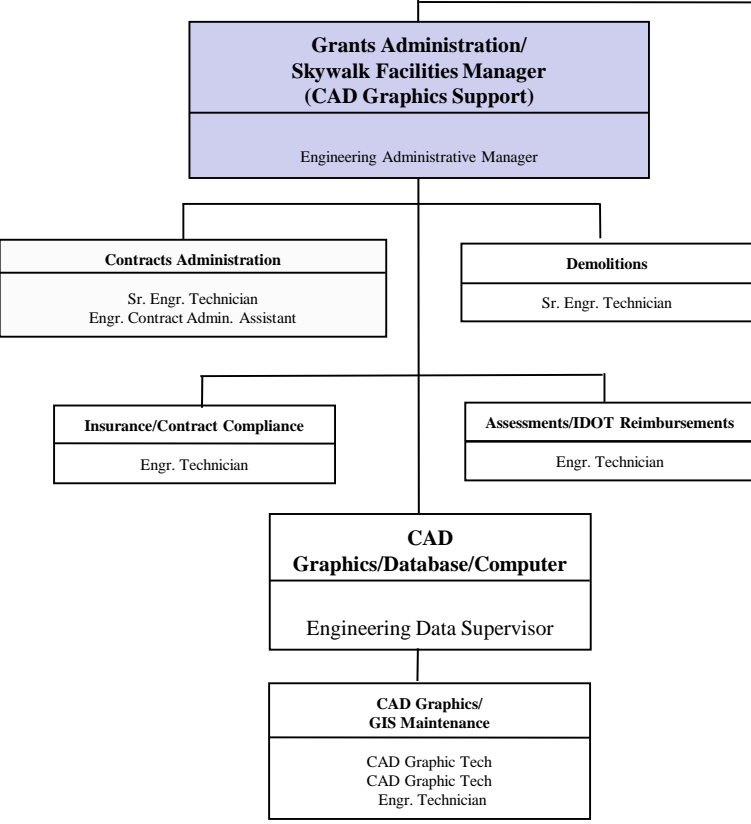 Grants Administration/
Skywalk Facilities Manager
(CAD Graphics Support)
Engineering Administrative Manager
Contracts Administration
Sr. Engr. Technician
Engr. Contract Admin. Assistant
Demolitions
Sr. Engr. Technician
Insurance/Contract Compliance
Engr. Technician
Assessments/IDOT Reimbursements
Engr. Technician
CAD
Graphics/Database/Computer
Engineering Data Supervisor
CAD Graphics/
GIS Maintenance
CAD Graphic Tech
CAD Graphic Tech
Engr. Technician